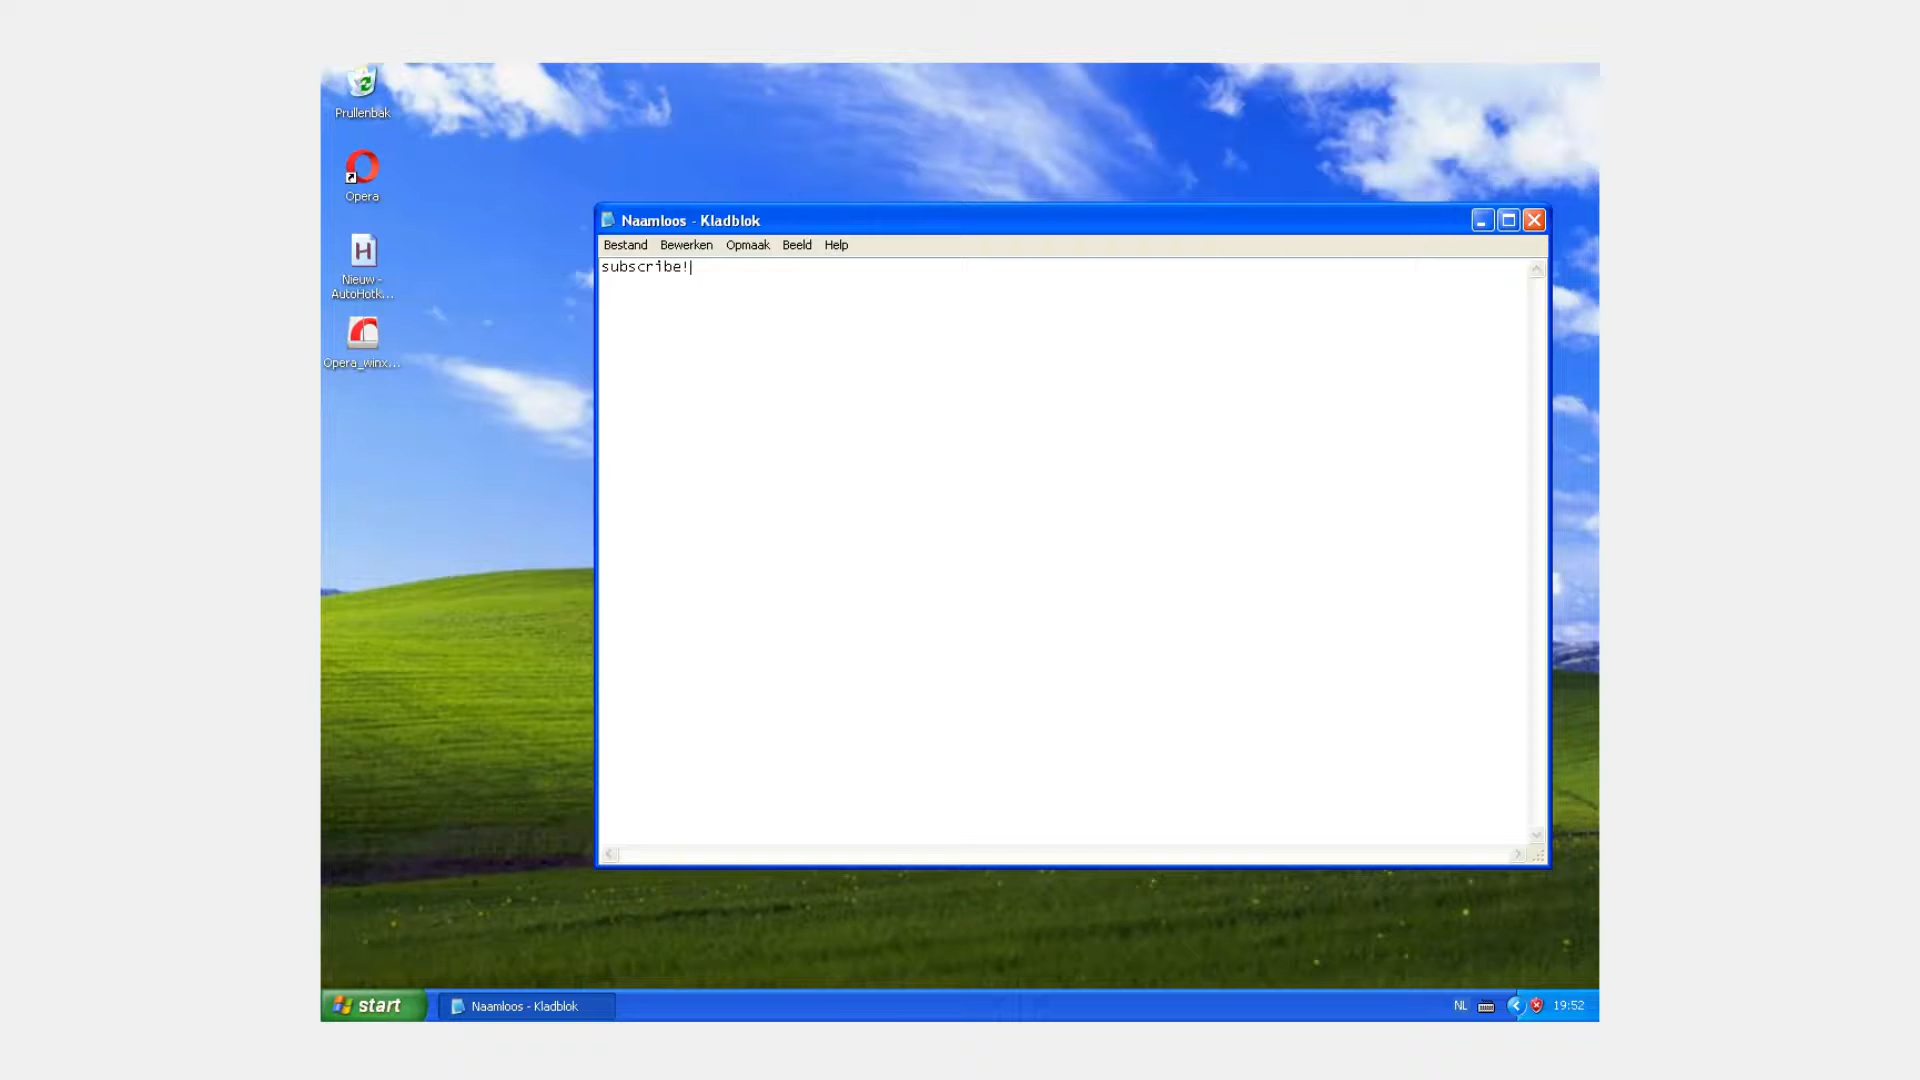 Prullenbak
Opera
Nieuw -
AutoHotk...
Opera_winx...
Naamloos - Kladblok
Bestand Bewerken Opmaak Beeld Help
subscribe!
start
Naamloos - Kladblok
NL
19:52